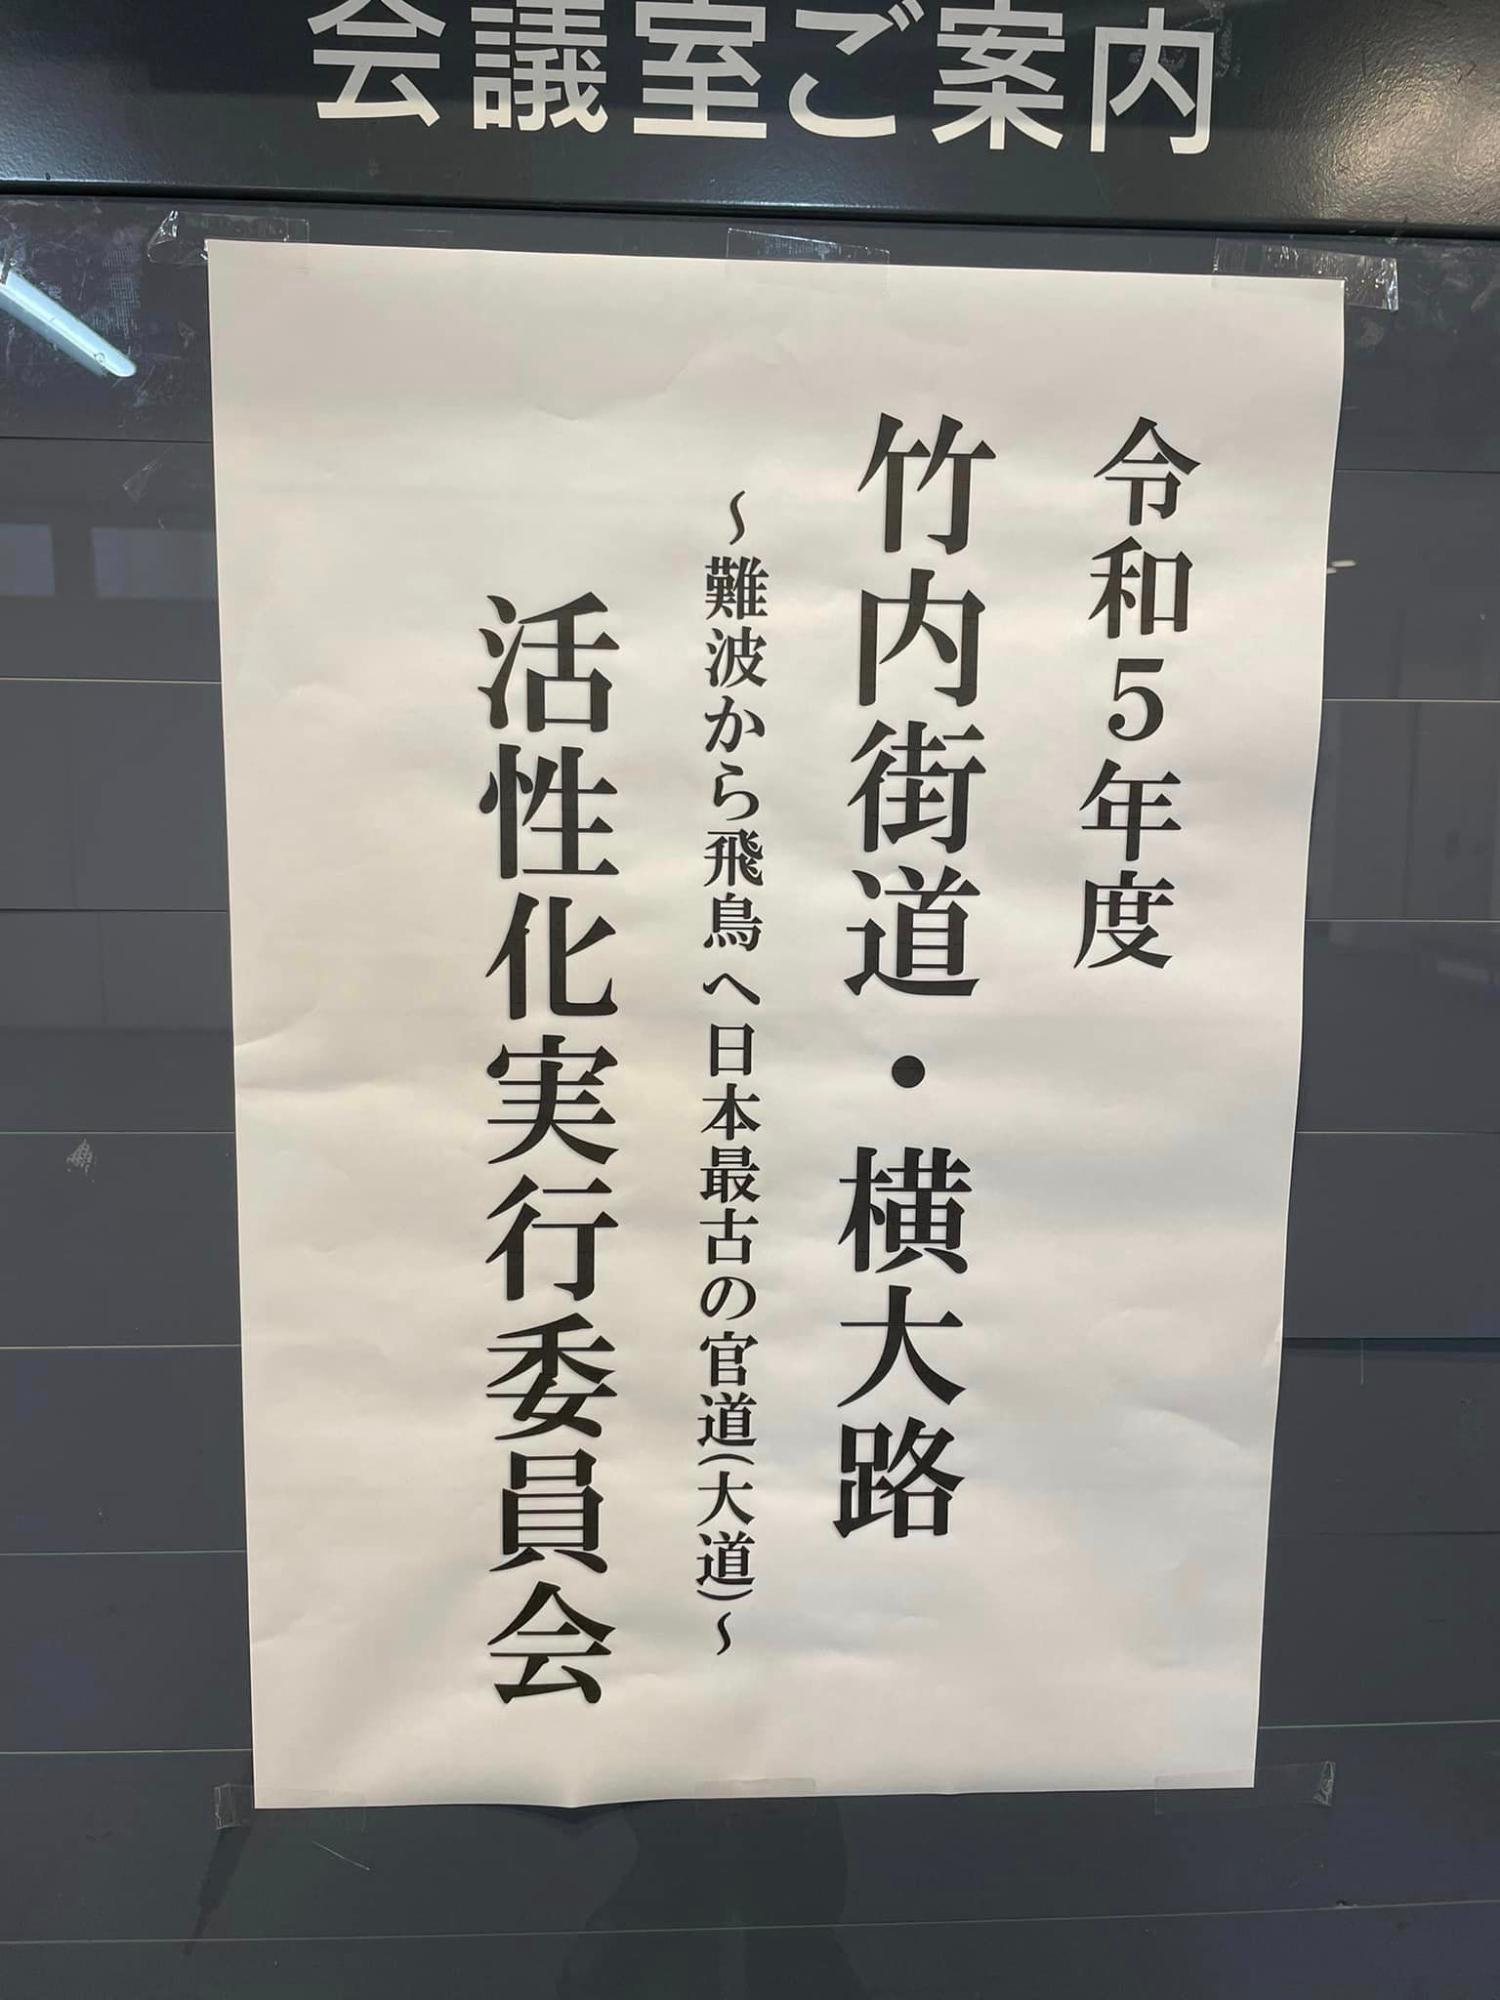 会議室ご案内
令和5年度
竹内街道・横大路
～難波から飛鳥へ日本最古の官道(大道)～
活性化実行委員会